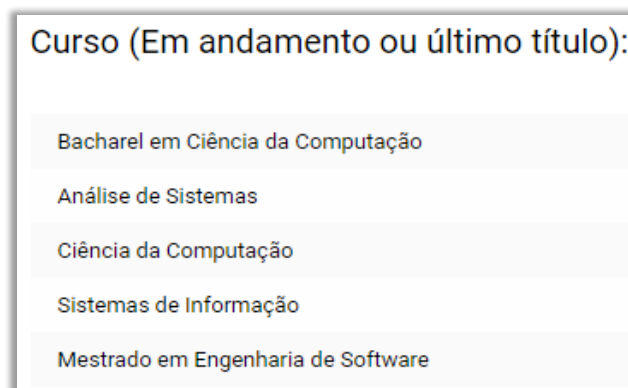 Curso (Em andamento ou último título):
Bacharel em Ciência da Computação
Análise de Sistemas
Ciência da Computação
Sistemas de Informação
Mestrado em Engenharia de Software